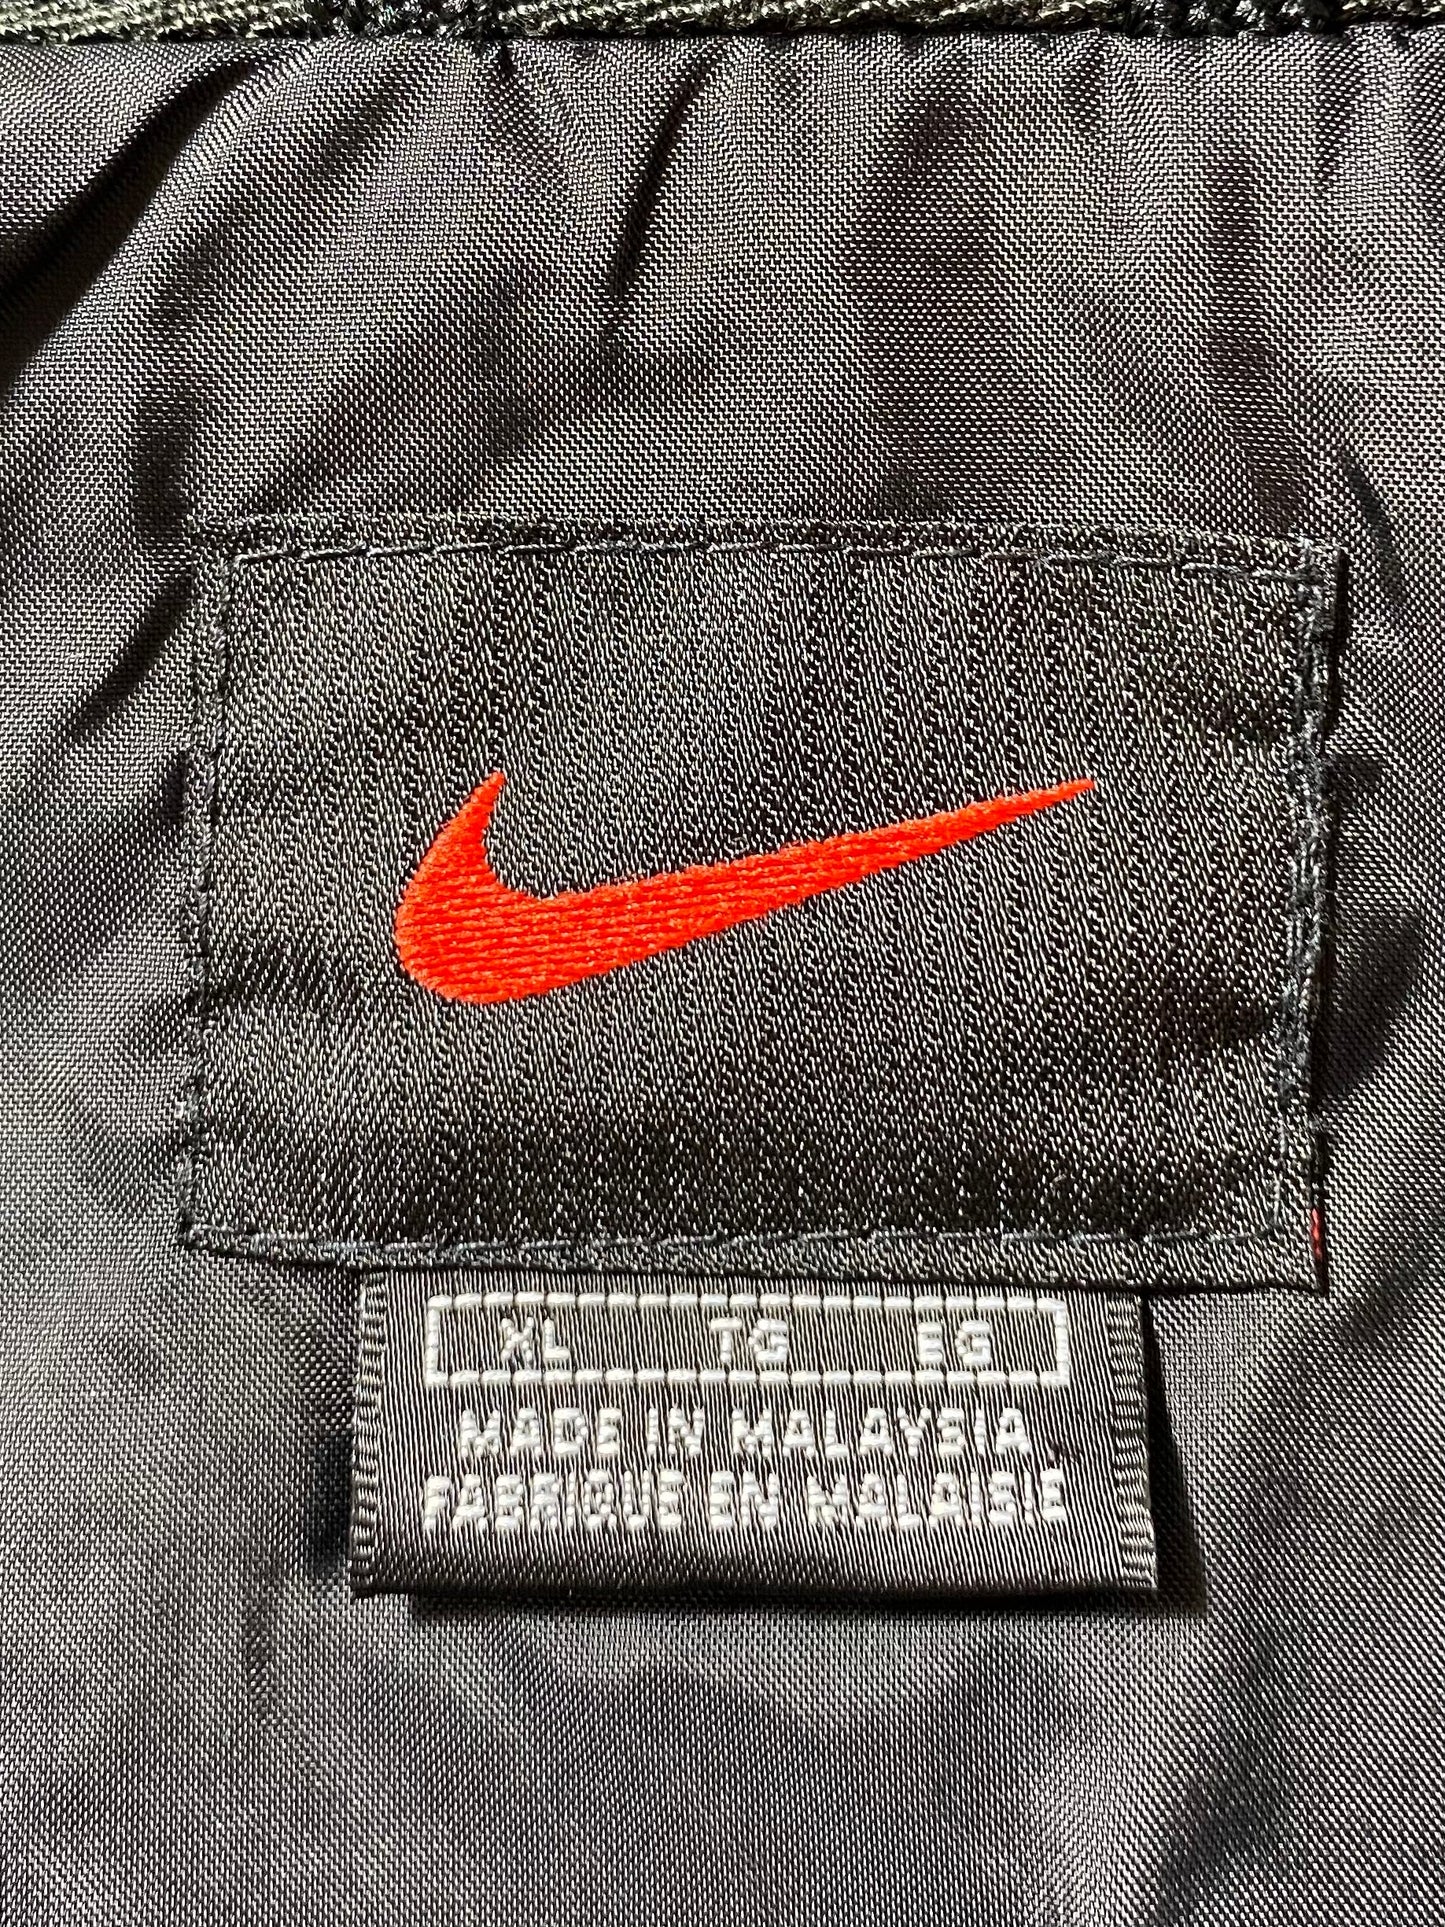 XL TG EG
MADE IN MALAYSIA
FABRIQUE EN MALAISIE